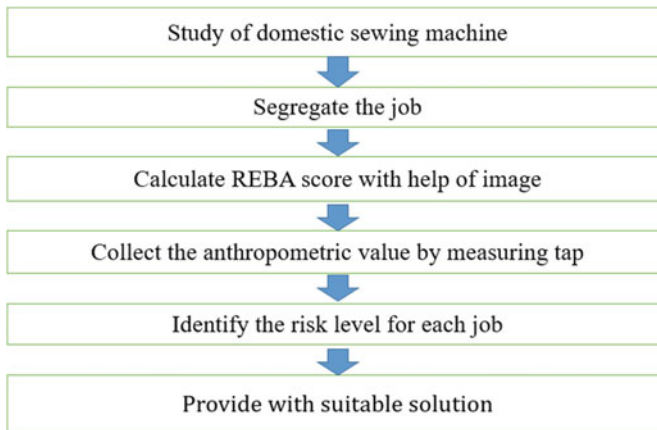 Study of domestic sewing machine
Segregate the job
Calculate REBA score with help of image
Collect the anthropometric value by measuring tap
Identify the risk level for each job
Provide with suitable solution